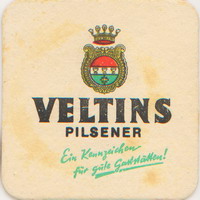 VELTINS
PILSENER
Ein Kennzeichen
für gute Gaststätten!